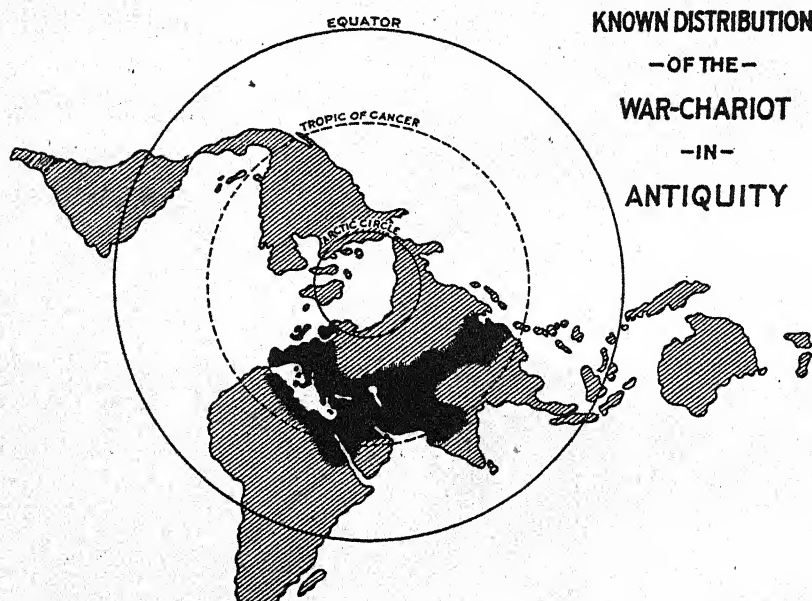 KNOWN DISTRIBUTION
-OF THE-
WAR-CHARIOT
-IN-
ANTIQUITY
EQUATOR
TROPIC OF CANCER
ARCTIC CIRCLE